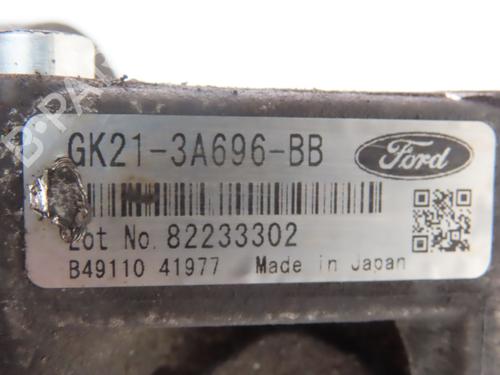 GK21-3A696-BB
Ford
Lot No. 82233302
B49110 41977 Made in Japan